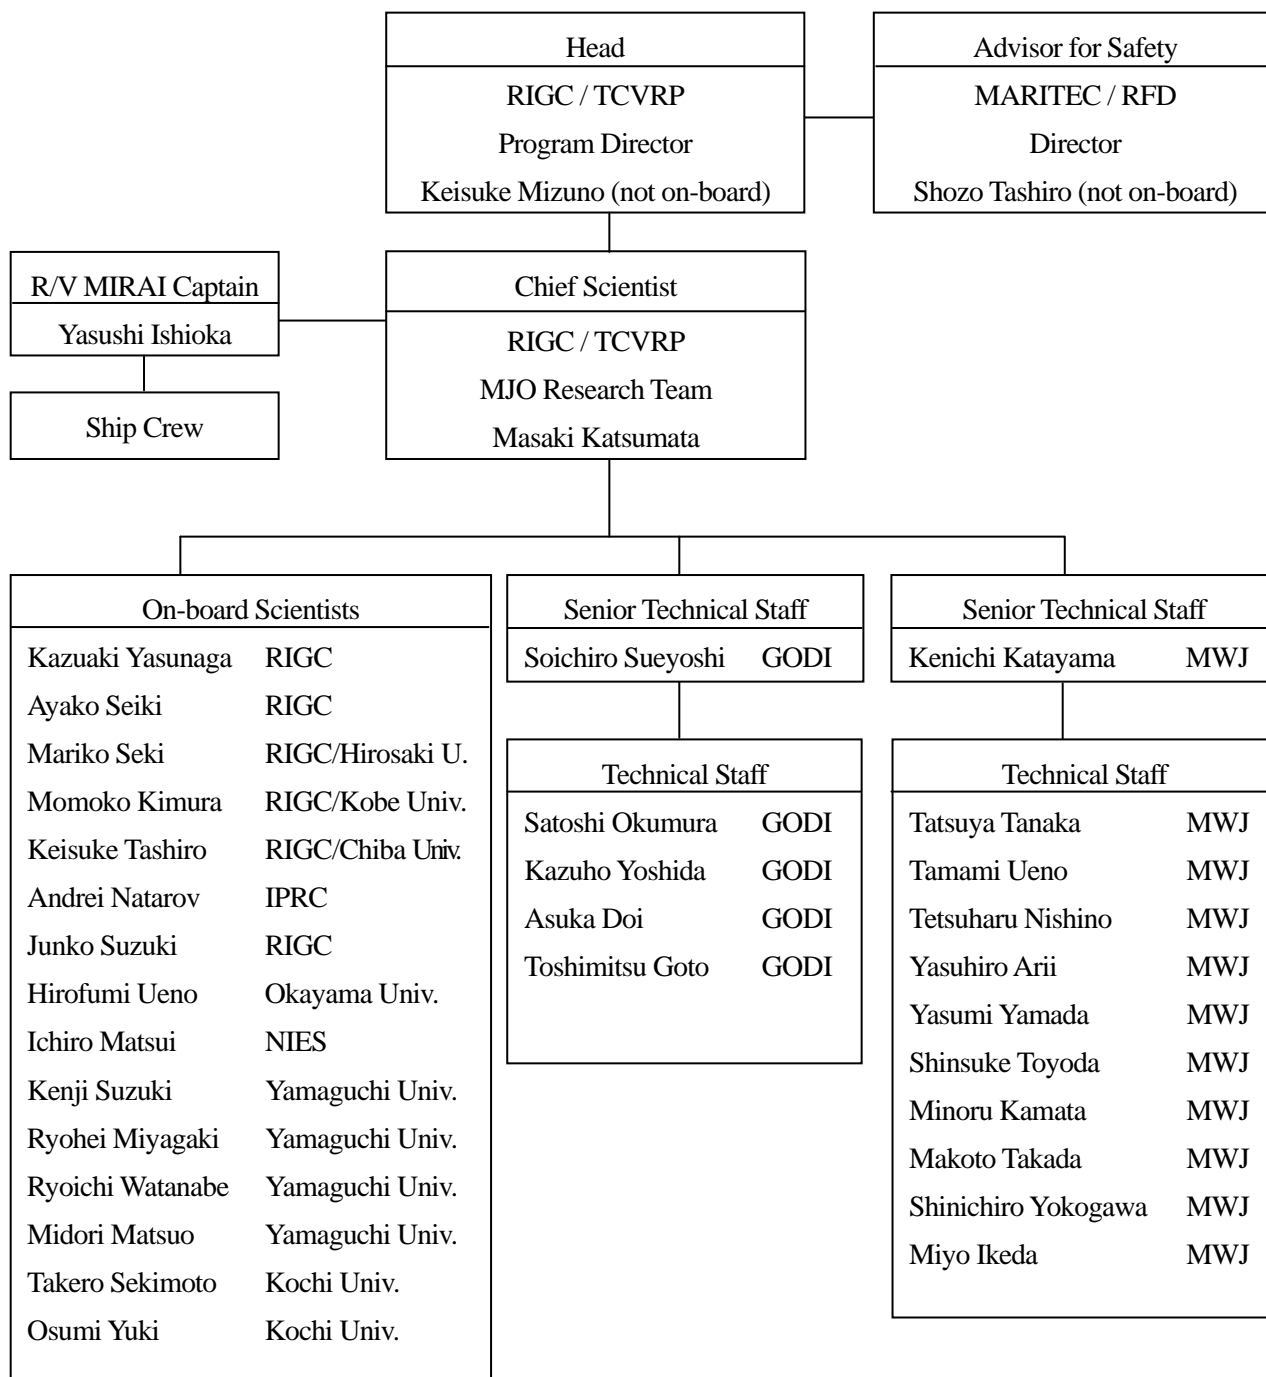 Head
RIGC / TCVRP
Program Director
Keisuke Mizuno (not on-board)
Advisor for Safety
MARITEC / RFD
Director
Shozo Tashiro (not on-board)
R/V MIRAI Captain
Yasushi Ishioka
Ship Crew
Chief Scientist
RIGC / TCVRP
MJO Research Team
Masaki Katsumata
On-board Scientists
Kazuaki Yasunaga RIGC
Ayako Seiki RIGC
Mariko Seki RIGC/Hirosaki U.
Momoko Kimura RIGC/Kobe Univ.
Keisuke Tashiro RIGC/Chiba Univ.
Andrei Natarov IPRC
Junko Suzuki RIGC
Hirofumi Ueno Okayama Univ.
Ichiro Matsui NIES
Kenji Suzuki Yamaguchi Univ.
Ryohei Miyagaki Yamaguchi Univ.
Ryoichi Watanabe Yamaguchi Univ.
Midori Matsuo Yamaguchi Univ.
Takero Sekimoto Kochi Univ.
Osumi Yuki Kochi Univ.
Senior Technical Staff
Soichiro Sueyoshi GODI
Technical Staff
Satoshi Okumura GODI
Kazuho Yoshida GODI
Asuka Doi GODI
Toshimitsu Goto GODI
Senior Technical Staff
Kenichi Katayama MWJ
Technical Staff
Tatsuya Tanaka MWJ
Tamami Ueno MWJ
Tetsuharu Nishino MWJ
Yasuhiro Arii MWJ
Yasumi Yamada MWJ
Shinsuke Toyoda MWJ
Minoru Kamata MWJ
Makoto Takada MWJ
Shinichiro Yokogawa MWJ
Miyo Ikeda MWJ